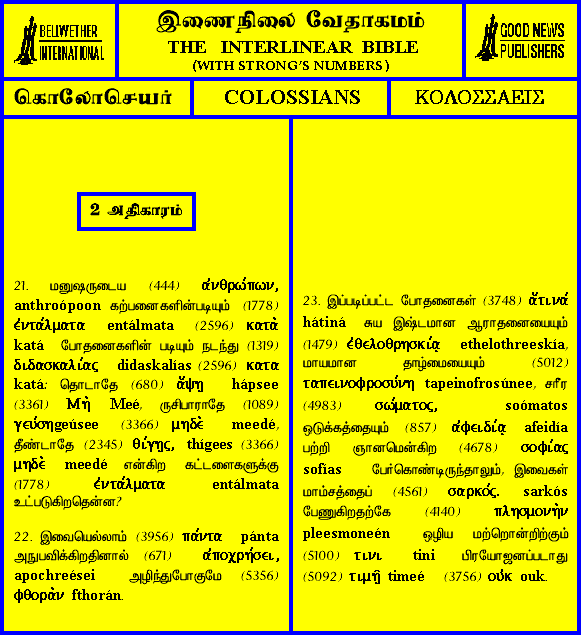 BELLWETHER
INTERNATIONAL
இணைநிலை வேதாகமம்
THE INTERLINEAR BIBLE
(WITH STRONG'S NUMBERS)
GOOD NEWS
PUBLISHERS
கொலோசெயர்
COLOSSIANS
ΚΟΛΟΣΣΑΕΙΣ
2 அதிகாரம்
21. மனுஷருடைய (444) ἀνθρώπων,
anthroópoon கற்பனைகளின்படியும் (1778)
ἐντάλματα entálmata (2596) κατὰ
katá போதனைகளின் படியும் நடந்து (1319)
διδασκαλίας didaskalías (2596) κατα
katá: தொடாதே (680) ἅψῃ hápsee
(3361) Μὴ Meé, ருசிபாராதே (1089)
γεύσῃgeúsee (3366) μηδὲ meedé,
தீண்டாதே (2345) θίγῃς, thígees (3366)
μηδὲ meedé என்கிற கட்டளைகளுக்கு
(1778) ἐντάλματα entálmata
உட்படுகிறதென்ன?
22. இவையெல்லாம் (3956) πάντα pánta
அநுபவிக்கிறதினால் (671) ἀποχρήσει,
apochreései அழிந்துபோகுமே (5356)
φθορὰν fthorán.
23. இப்படிப்பட்ட போதனைகள் (3748) ἅτινά
hátiná சுய இஷ்டமான ஆராதனையையும்
(1479) ἐθελοθρησκίᾳ ethelothreeskía,
மாயமான தாழ்மையையும் (5012)
ταπεινοφροσύνῃ tapeinofrosúnee, சரீர
(4983) σώματος, soómatos
ஒடுக்கத்தையும் (857) ἀφειδίᾳ afeidía
பற்றி ஞானமென்கிற (4678) σοφίας
sofías பேர்கொண்டிருந்தாலும், இவைகள்
மாம்சத்தைப் (4561) σαρκός. sarkós
பேணுகிறதற்கே (4140) πλησμονὴν
pleesmoneén ஒழிய மற்றொன்றிற்கும்
(5100) τινι tini பிரயோஜனப்படாது
(5092) τιμῇ timeé (3756) οὐκ ouk.